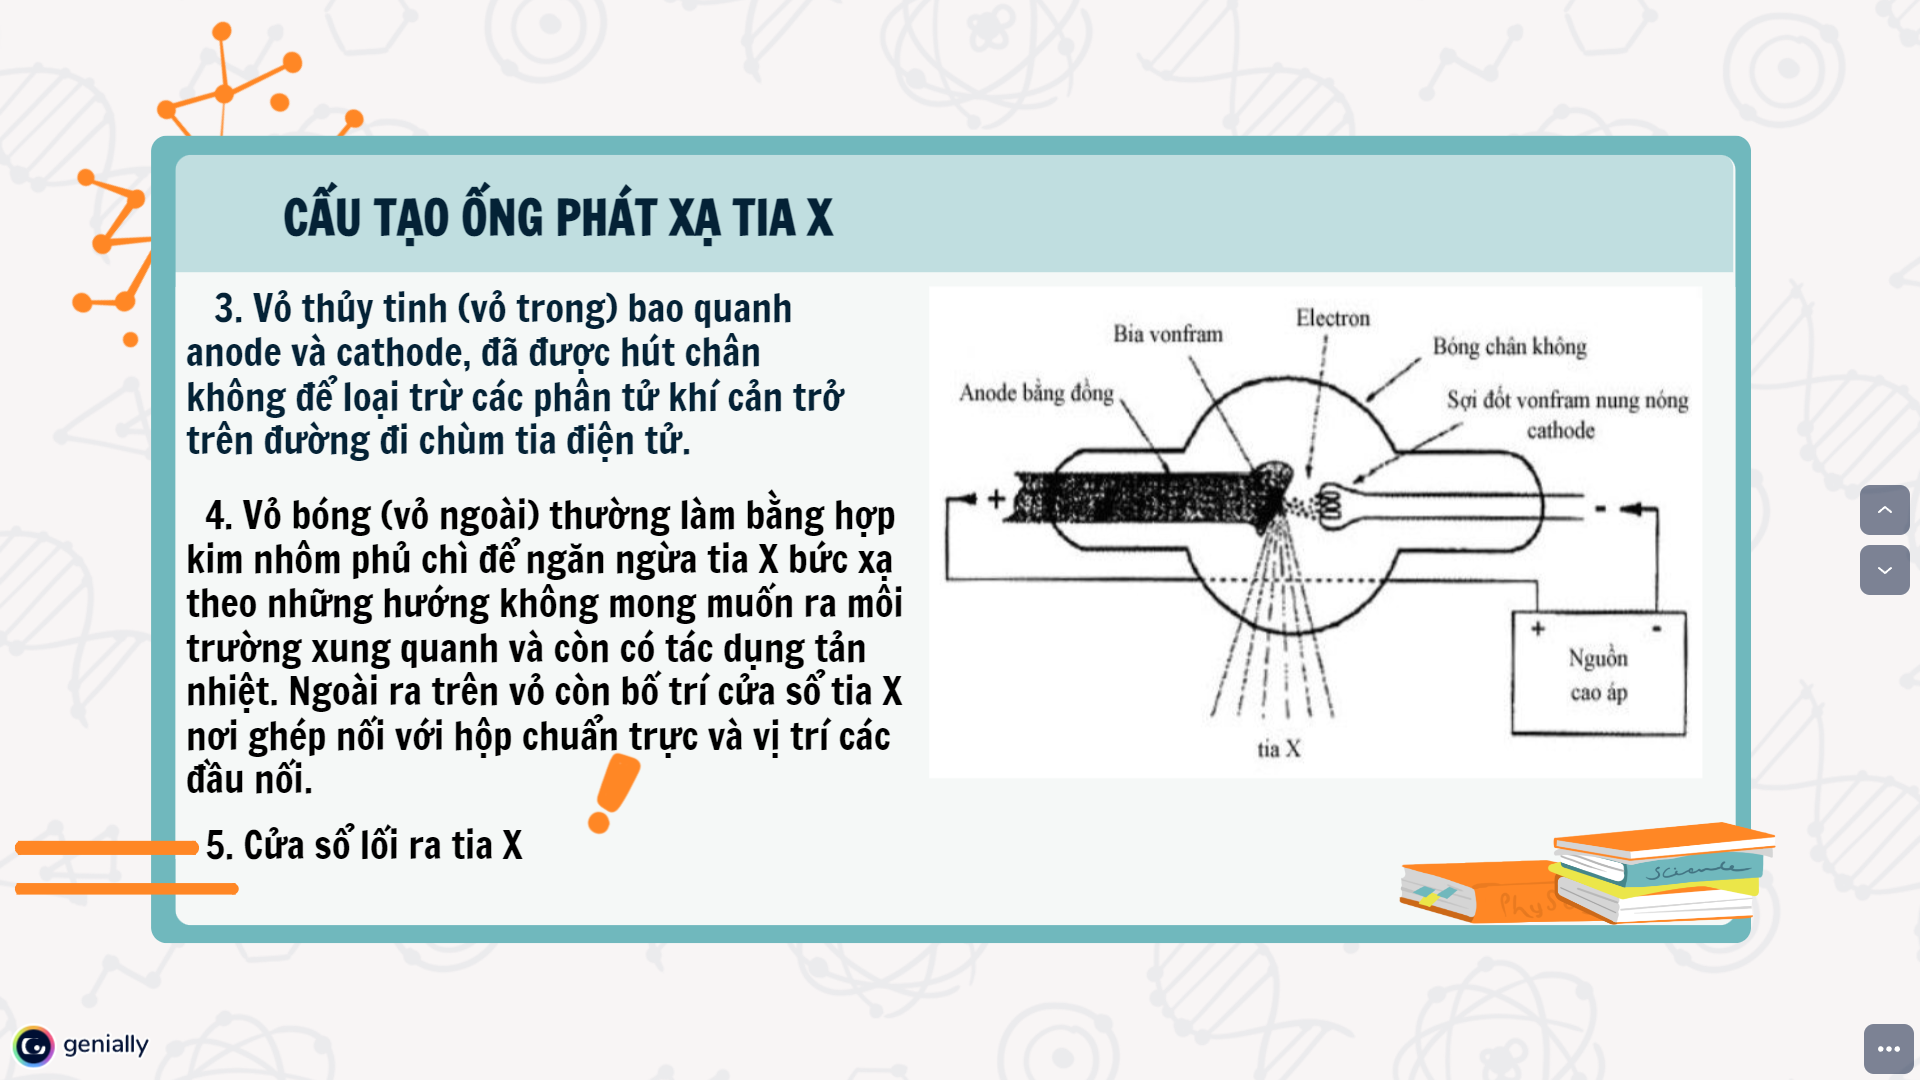 CẤU TẠO ỐNG PHÁT XẠ TIA X
3. Vỏ thủy tinh (vỏ trong) bao quanh
anode và cathode, đã được hút chân
không để loại trừ các phân tử khí cản trở
trên đường đi chùm tia điện tử.
4. Vỏ bóng (vỏ ngoài) thường làm bằng hợp
kim nhôm phủ chì để ngăn ngừa tia X bức xạ
theo những hướng không mong muốn ra môi
trường xung quanh và còn có tác dụng tản
nhiệt. Ngoài ra trên vỏ còn bố trí cửa sổ tia X
nơi ghép nối với hộp chuẩn trực và vị trí các
đầu nối.
5. Cửa sổ lối ra tia X
Electron
Bia vonfram
Bóng chân không
Anode bằng đồng
Sợi đốt vonfram nung nóng
cathode
+
-
+ -
Nguồn
cao áp
tia X
Science
genially